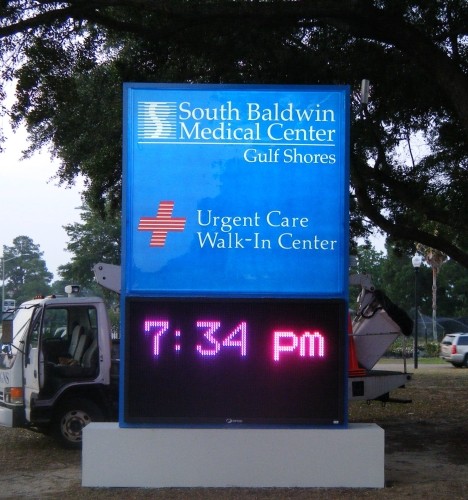 South Baldwin
Medical Center
Gulf Shores
Urgent Care
Walk-In Center
7:34 pm